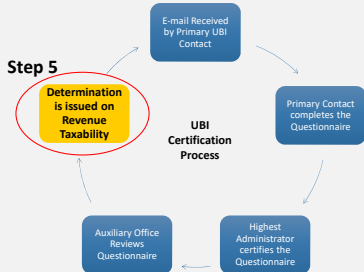 E-mail Received
by Primary UBI
Contact
Step 5
Determination
is issued on
Revenue
Taxability
UBI
Certification
Process
Primary Contact
completes the
Questionnaire
Auxiliary Office
Reviews
Questionnaire
Highest
Administrator
certifies the
Questionnaire